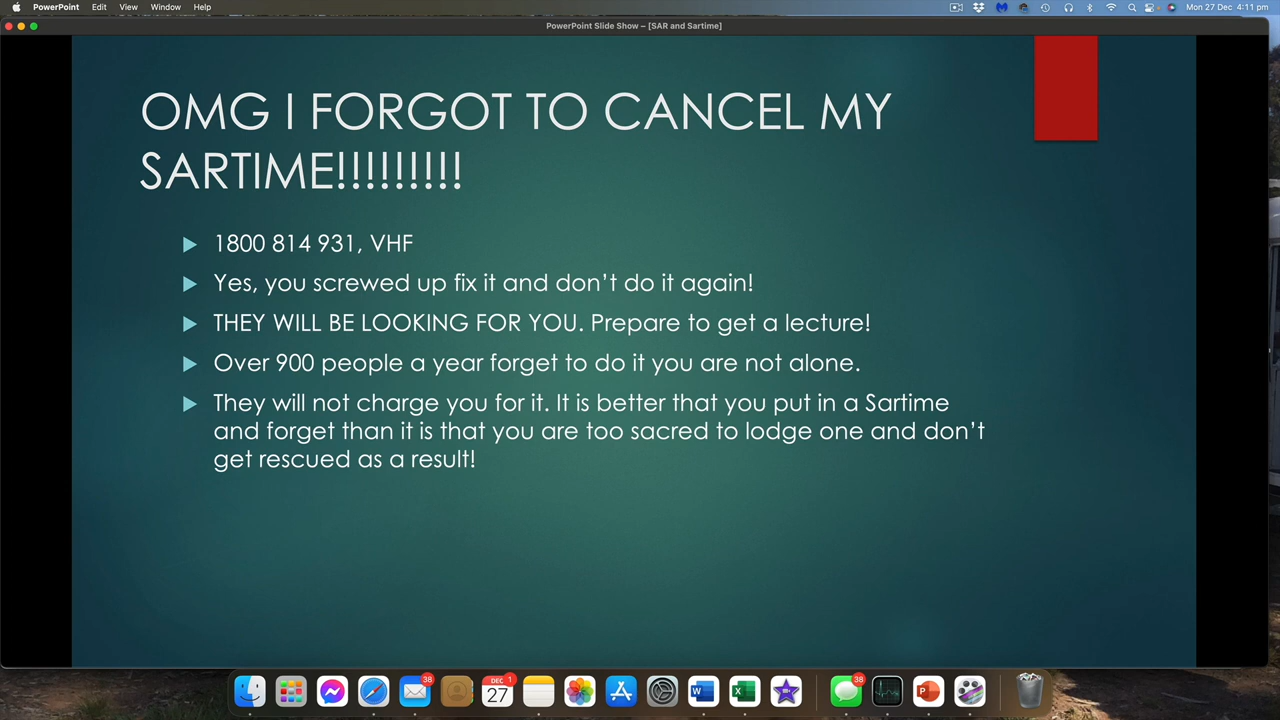 PowerPoint Edit View Window Help
Mon 27 Dec 4:11 pm
PowerPoint Slide Show – [SAR and Sartime]
OMG I FORGOT TO CANCEL MY
SARTIME!!!!!!!!!
1800 814 931, VHF
Yes, you screwed up fix it and don't do it again!
THEY WILL BE LOOKING FOR YOU. Prepare to get a lecture!
Over 900 people a year forget to do it you are not alone.
They will not charge you for it. It is better that you put in a Sartime
and forget than it is that you are too sacred to lodge one and don't
get rescued as a result!
38
DEC 1
27
38